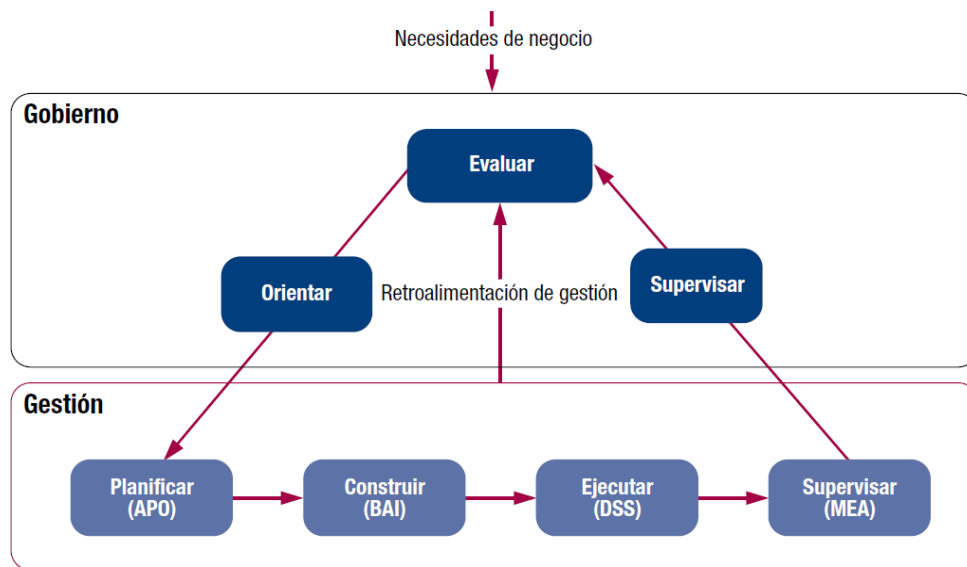 Necesidades de negocio
Gobierno
Evaluar
Orientar
Retroalimentación de gestión
Supervisar
Gestión
Planificar
(APO)
Construir
(BAI)
Ejecutar
(DSS)
Supervisar
(MEA)